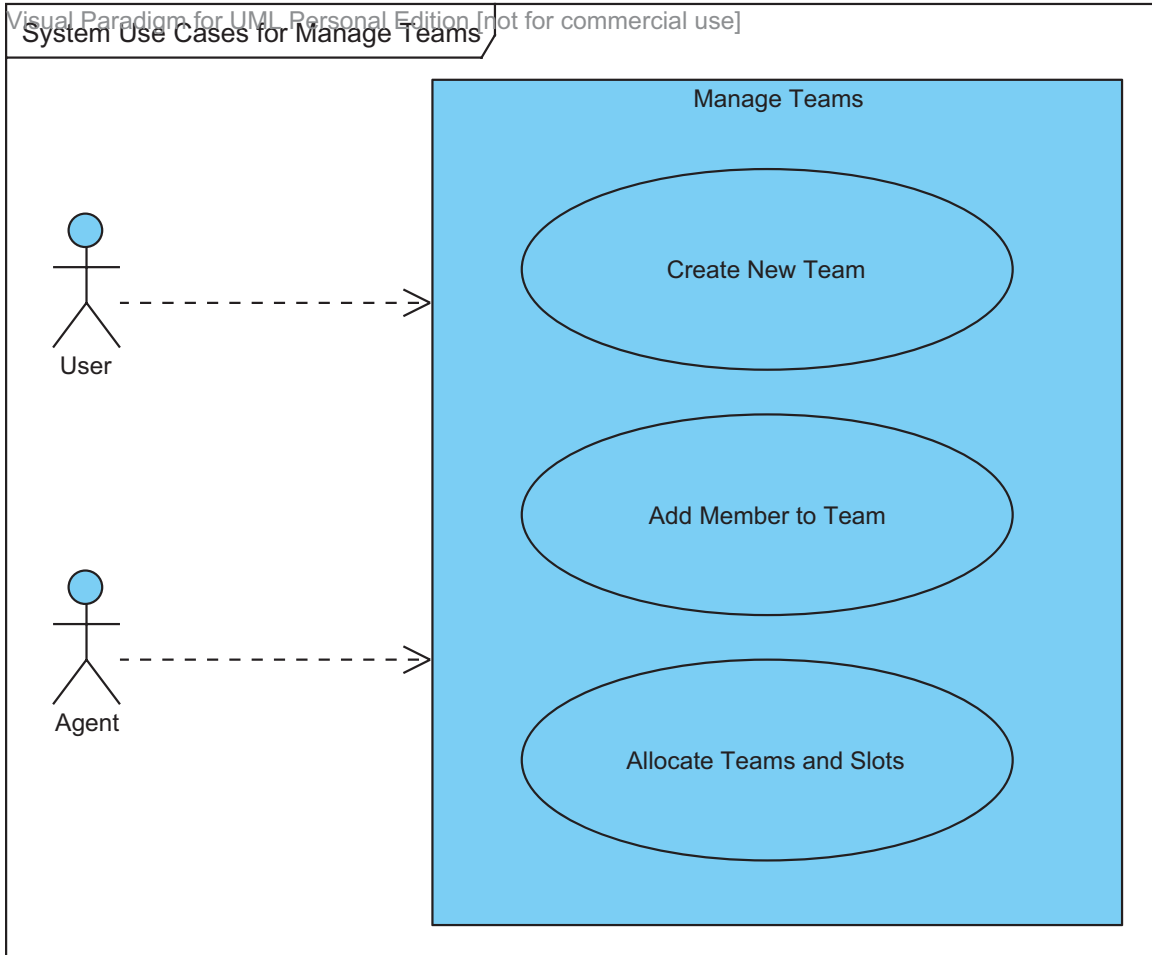 Visual Paradigm for UML Personal Edition [not for commercial use]
System Use Cases for Manage Teams
Manage Teams
Create New Team
User
Add Member to Team
Agent
Allocate Teams and Slots